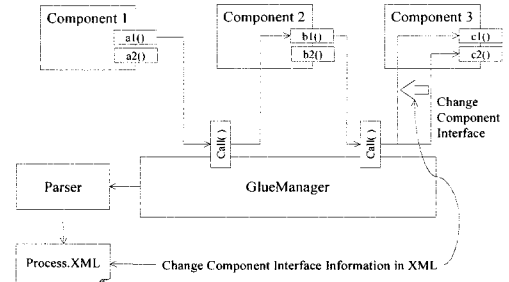 Component 1
Component 2
Component 3
a1()
a2()
b1()
b2()
c1()
c2()
Change
Component
Interface
Call()
Call()
Parser
GlueManager
Process.XML
Change Component Interface Information in XML